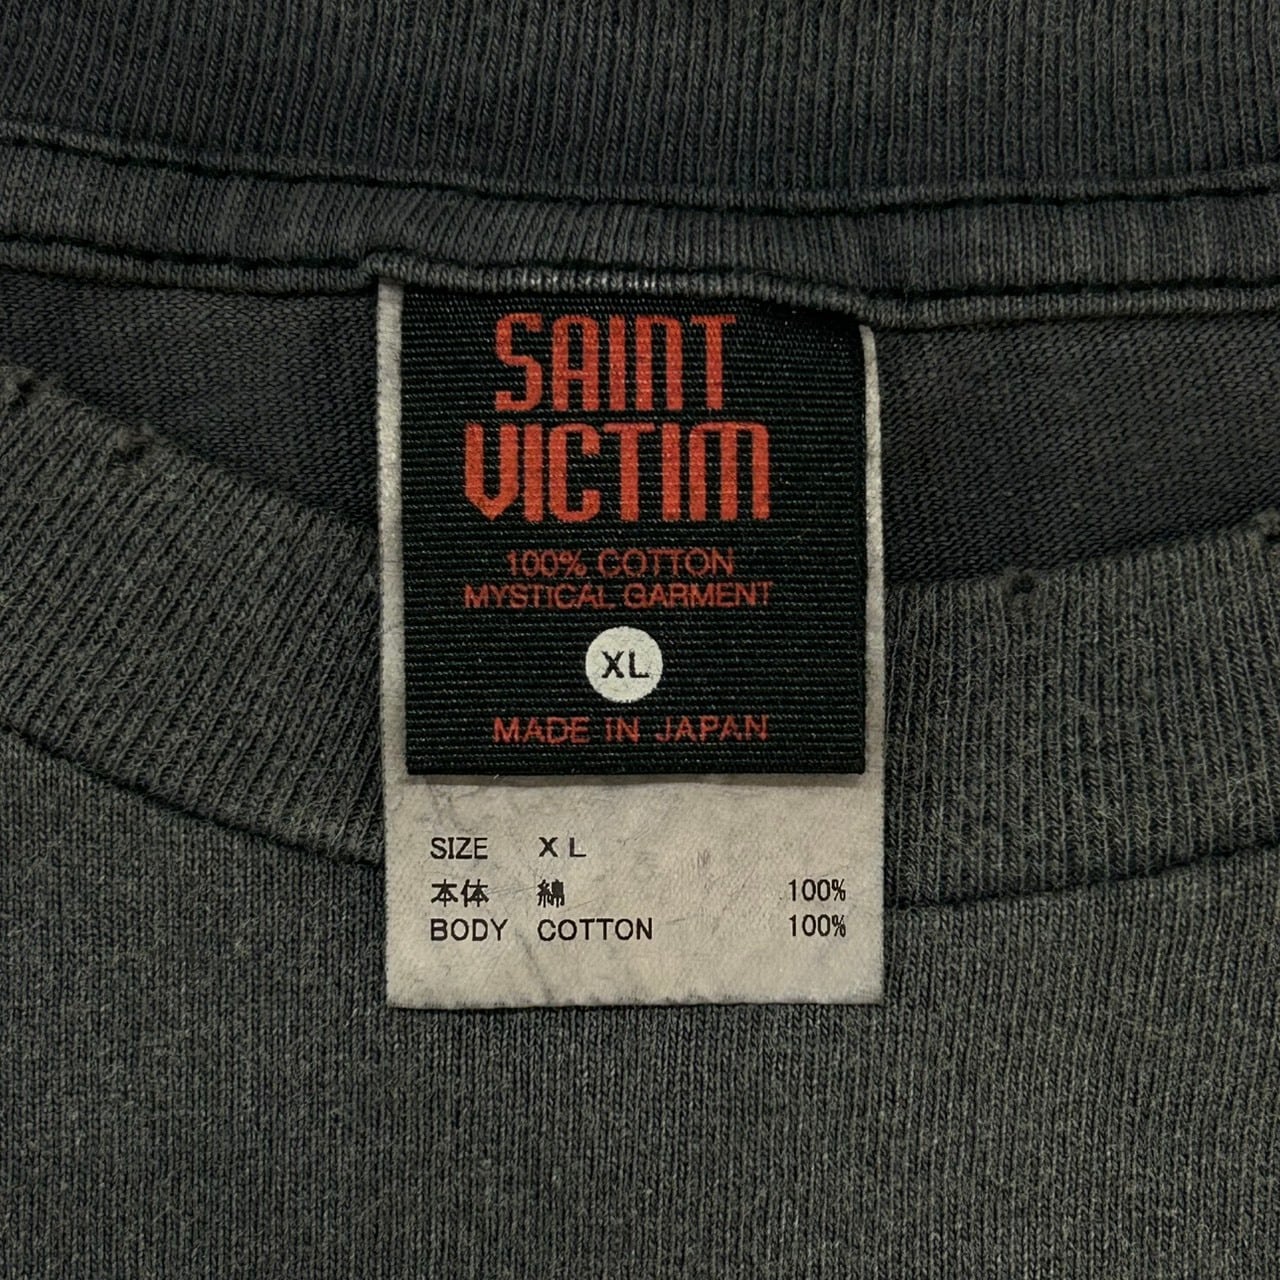 SAINT
VICTIM
100% COTTON
MYSTICAL GARMENT
XL
MADE IN JAPAN
SIZE XL
本体 綿 100%
BODY COTTON 100%